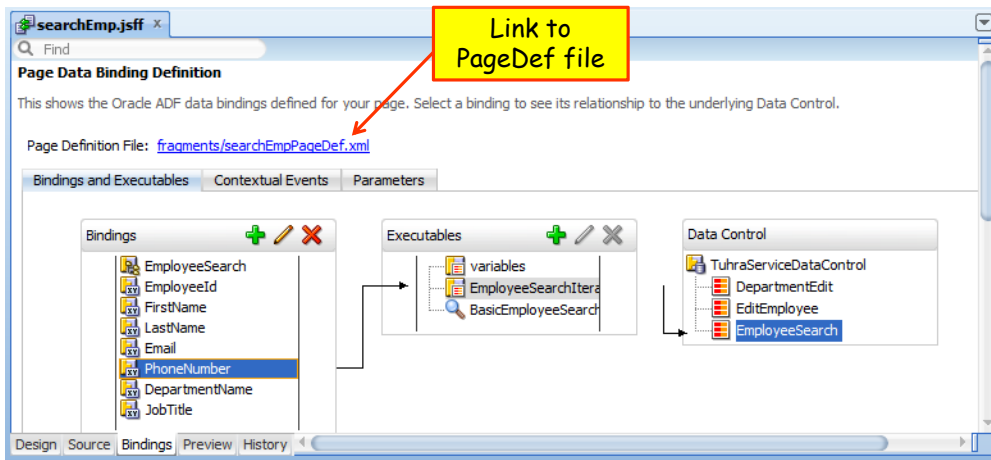 searchEmp.jsff
Link to
PageDef file
Find
Page Data Binding Definition
This shows the Oracle ADF data bindings defined for your page. Select a binding to see its relationship to the underlying Data Control.
Page Definition File: fragments/searchEmpPageDef.xml
Bindings and Executables Contextual Events Parameters
Bindings
EmployeeSearch
EmployeeId
FirstName
LastName
Email
PhoneNumber
DepartmentName
JobTitle
Executables
variables
EmployeeSearchItera
BasicEmployeeSearch
Data Control
TuhraServiceDataControl
DepartmentEdit
EditEmployee
EmployeeSearch
Design Source Bindings Preview History